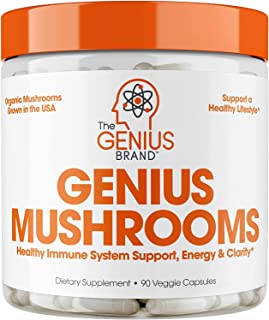 The
GENIUS
BRAND™
Organic Mushrooms
Grown in the USA
Support a
Healthy Lifestyle*
GENIUS
MUSHROOMS
Healthy Immune System Support, Energy & Clarity*
Dietary Supplement • 90 Veggie Capsules